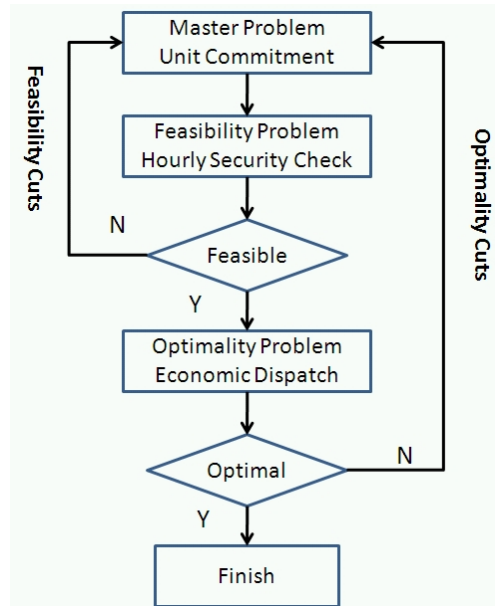 Master Problem
Unit Commitment
Feasibility Cuts
Optimality Cuts
Feasibility Problem
Hourly Security Check
N
Feasible
Y
Optimality Problem
Economic Dispatch
Optimal
N
Y
Finish